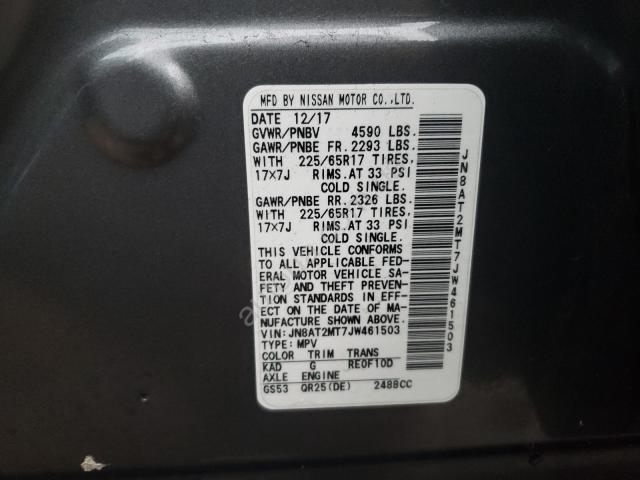 MFD BY NISSAN MOTOR CO.,LTD.
DATE 12/17
GVWR/PNBV 4590 LBS.
GAWR/PNBE FR. 2293 LBS.
WITH 225/65R17 TIRES,
17x7J RIMS.AT 33 PSI
COLD SINGLE.
GAWR/PNBE RR. 2326 LBS.
WITH 225/65R17 TIRES,
17x7J RIMS.AT 33 PSI
COLD SINGLE.
THIS VEHICLE CONFORMS
TO ALL APPLICABLE FED-
ERAL MOTOR VEHICLE SA-
FETY AND THEFT PREVEN-
TION STANDARDS IN EFF-
ECT ON THE DATE OF MA-
NUFACTURE SHOWN ABOVE.
VIN:JN8AT2MT7JW461503
TYPE: MPV
COLOR TRIM TRANS
KAD G RE0F10D
AXLE ENGINE
GS53 QR25(DE) 2488CC
JN8AT2MT7JW461503